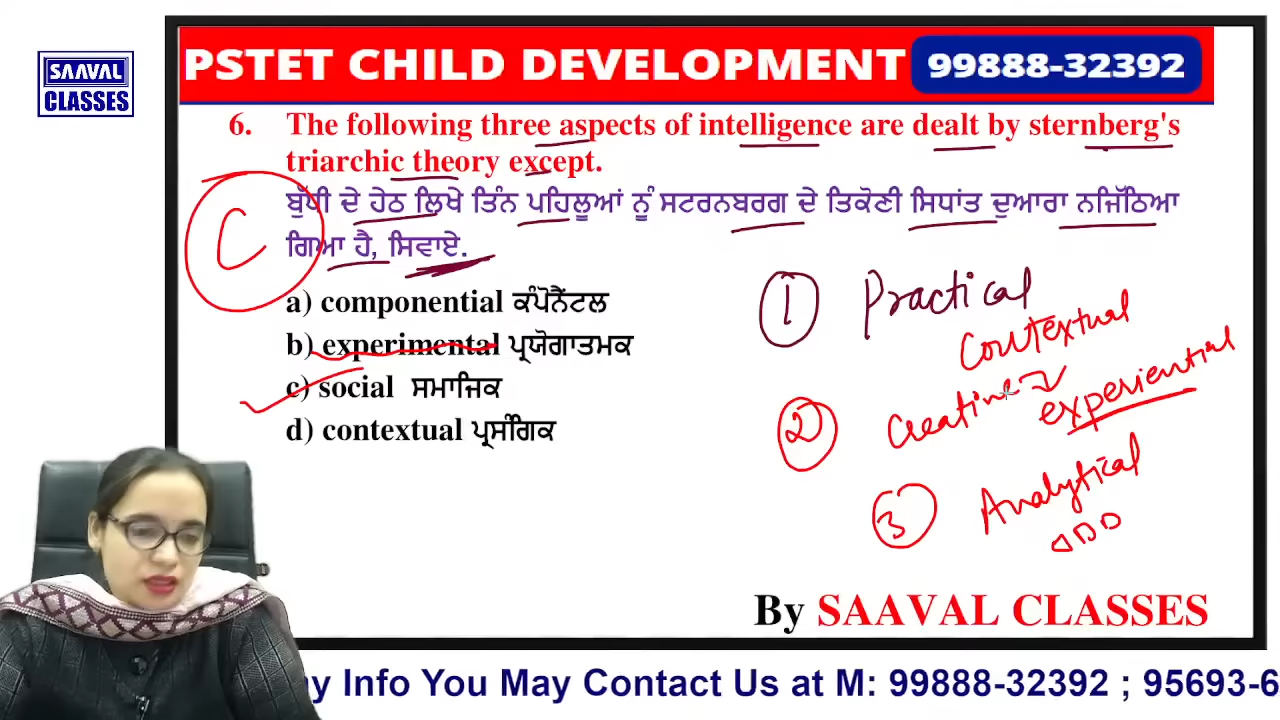 SAAVAL
CLASSES
PSTET CHILD DEVELOPMENT 99888-32392
6. The following three aspects of intelligence are dealt by sternberg's
triarchic theory except.
ਬੁੱਧੀ ਦੇ ਹੇਠ ਲਿਖੇ ਤਿੰਨ ਪਹਿਲੂਆਂ ਨੂੰ ਸਟਰਨਬਰਗ ਦੇ ਤਿਕੋਣੀ ਸਿਧਾਂਤ ਦੁਆਰਾ ਨਜਿੱਠਿਆ
ਗਿਆ ਹੈ, ਸਿਵਾਏ.
C
a) componential ਕੰਪੋਨੈਂਟਲ
b) experimental ਪ੍ਰਯੋਗਾਤਮਕ
c) social ਸਮਾਜਿਕ
d) contextual ਪ੍ਰਸੰਗਿਕ
1 Practical
Contextual
2 Creative
experiential
3 Analytical
By SAAVAL CLASSES
ny Info You May Contact Us at M: 99888-32392 ; 95693-6